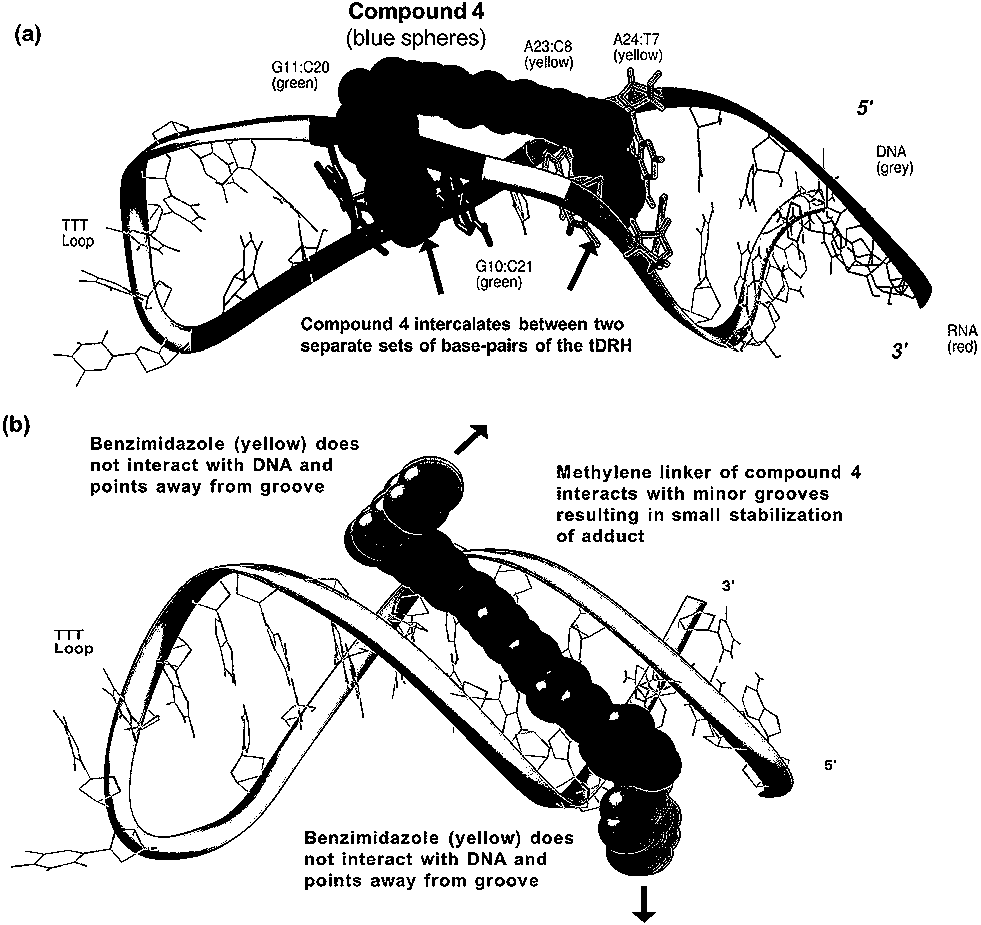 (a)
Compound 4
(blue spheres)
G11:C20
(green)
A23:C8
(yellow)
A24:T7
(yellow)
5'
DNA
(grey)
TTT
Loop
G10:C21
(green)
Compound 4 intercalates between two
separate sets of base-pairs of the tDRH
3'
RNA
(red)
(b)
Benzimidazole (yellow) does
not interact with DNA and
points away from groove
Methylene linker of compound 4
interacts with minor grooves
resulting in small stabilization
of adduct
3'
TTT
Loop
5'
Benzimidazole (yellow) does
not interact with DNA and
points away from groove